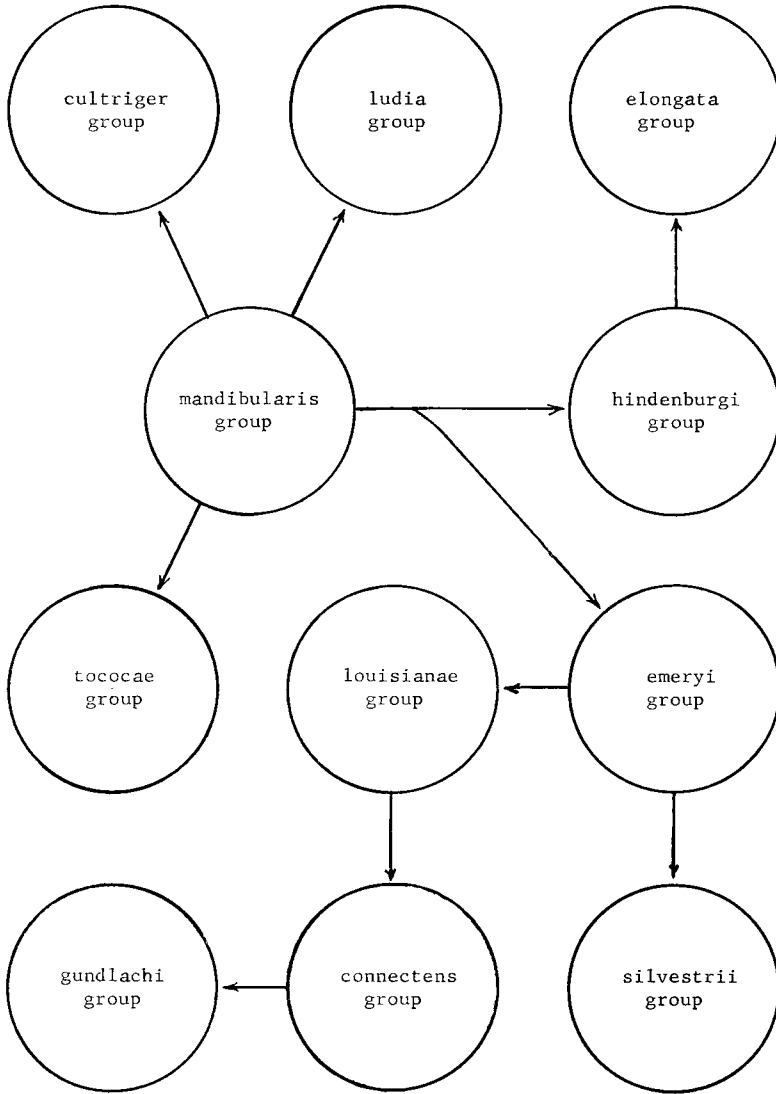 cultriger
group
ludia
group
elongata
group
mandibularis
group
hindenburgi
group
tococae
group
louisianae
group
emeryi
group
gundlachi
group
connectens
group
silvestrii
group